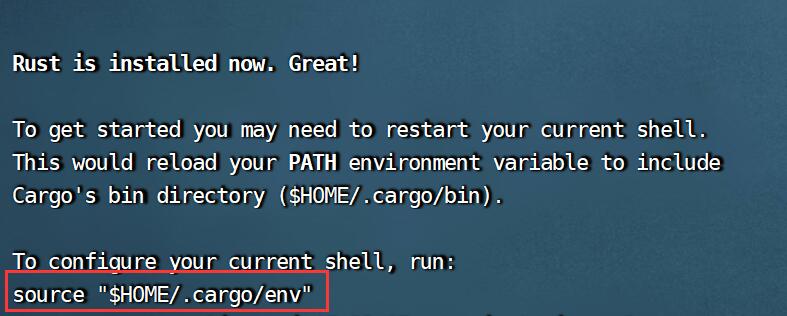 Rust is installed now. Great!
To get started you may need to restart your current shell.
This would reload your PATH environment variable to include
Cargo's bin directory ($HOME/.cargo/bin).
To configure your current shell, run:
source "$HOME/.cargo/env"